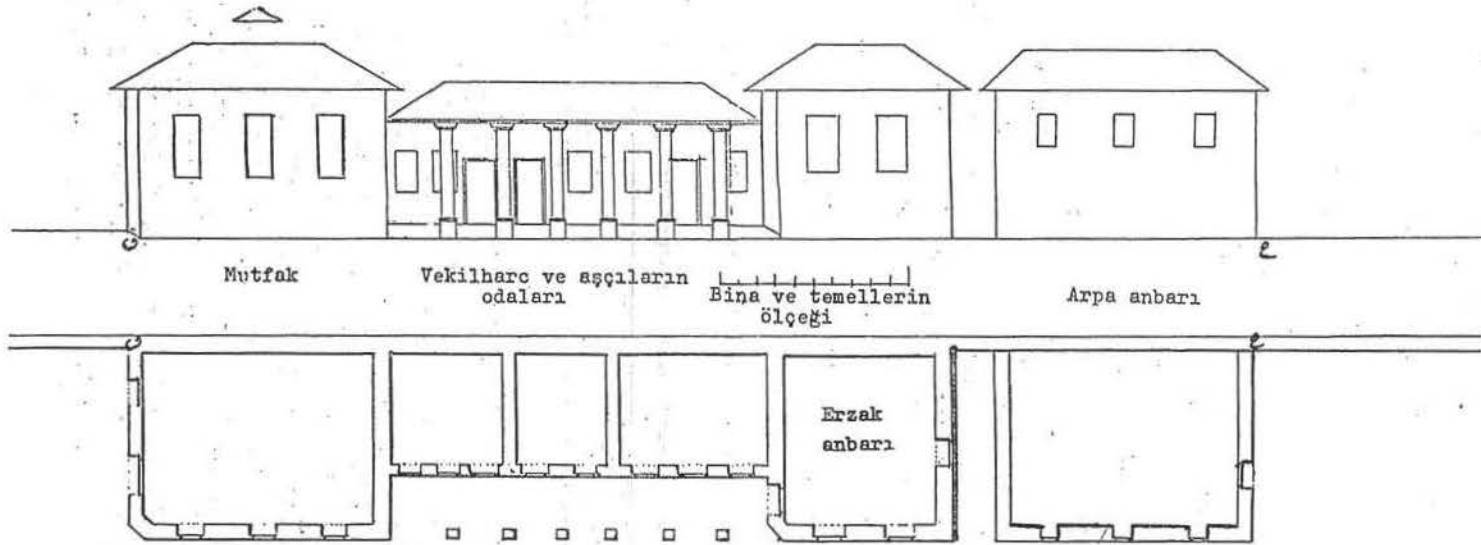 Mutfak
Vekilharc ve aşçıların
odaları
Bina ve temellerin
ölçeği
Arpa anbarı
Erzak
anbarı